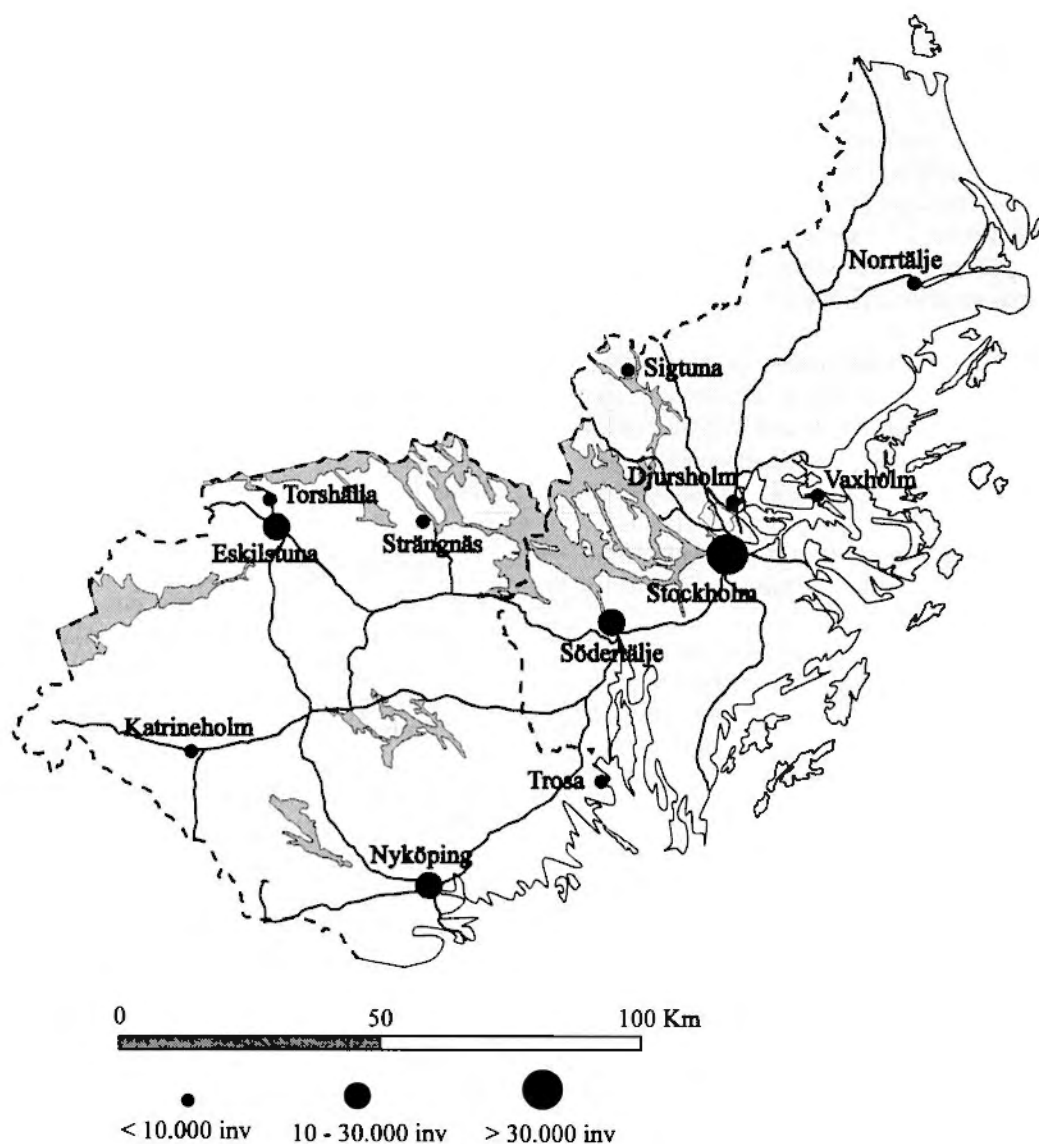 Norrtälje
Sigtuna
Djursholm
Vaxholm
Torshälla
Strängnäs
Eskilstuna
Stockholm
Södertälje
Katrineholm
Trosa
Nyköping
0 50 100 Km
< 10.000 inv 10 - 30.000 inv > 30.000 inv